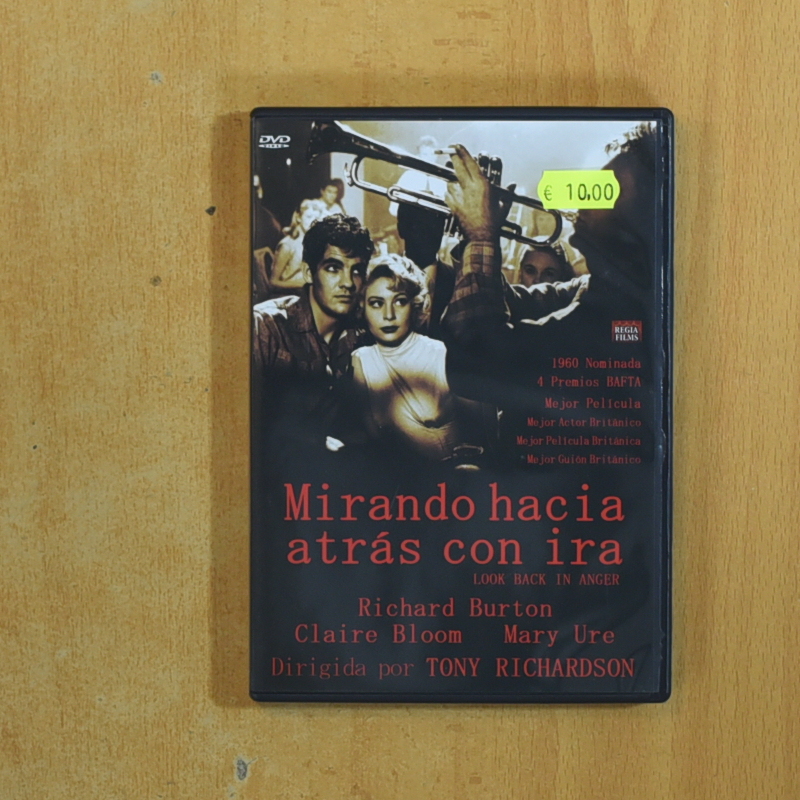 DVD
VIDEO
€ 10,00
REGIA
FILMS
1960 Nominada
4 Premios BAFTA
Mejor Película
Mejor Actor Británico
Mejor Película Británica
* Mejor Guión Británico
Mirando hacia
atrás con ira
LOOK BACK IN ANGER
Richard Burton
Claire Bloom Mary Ure
Dirigida por TONY RICHARDSON